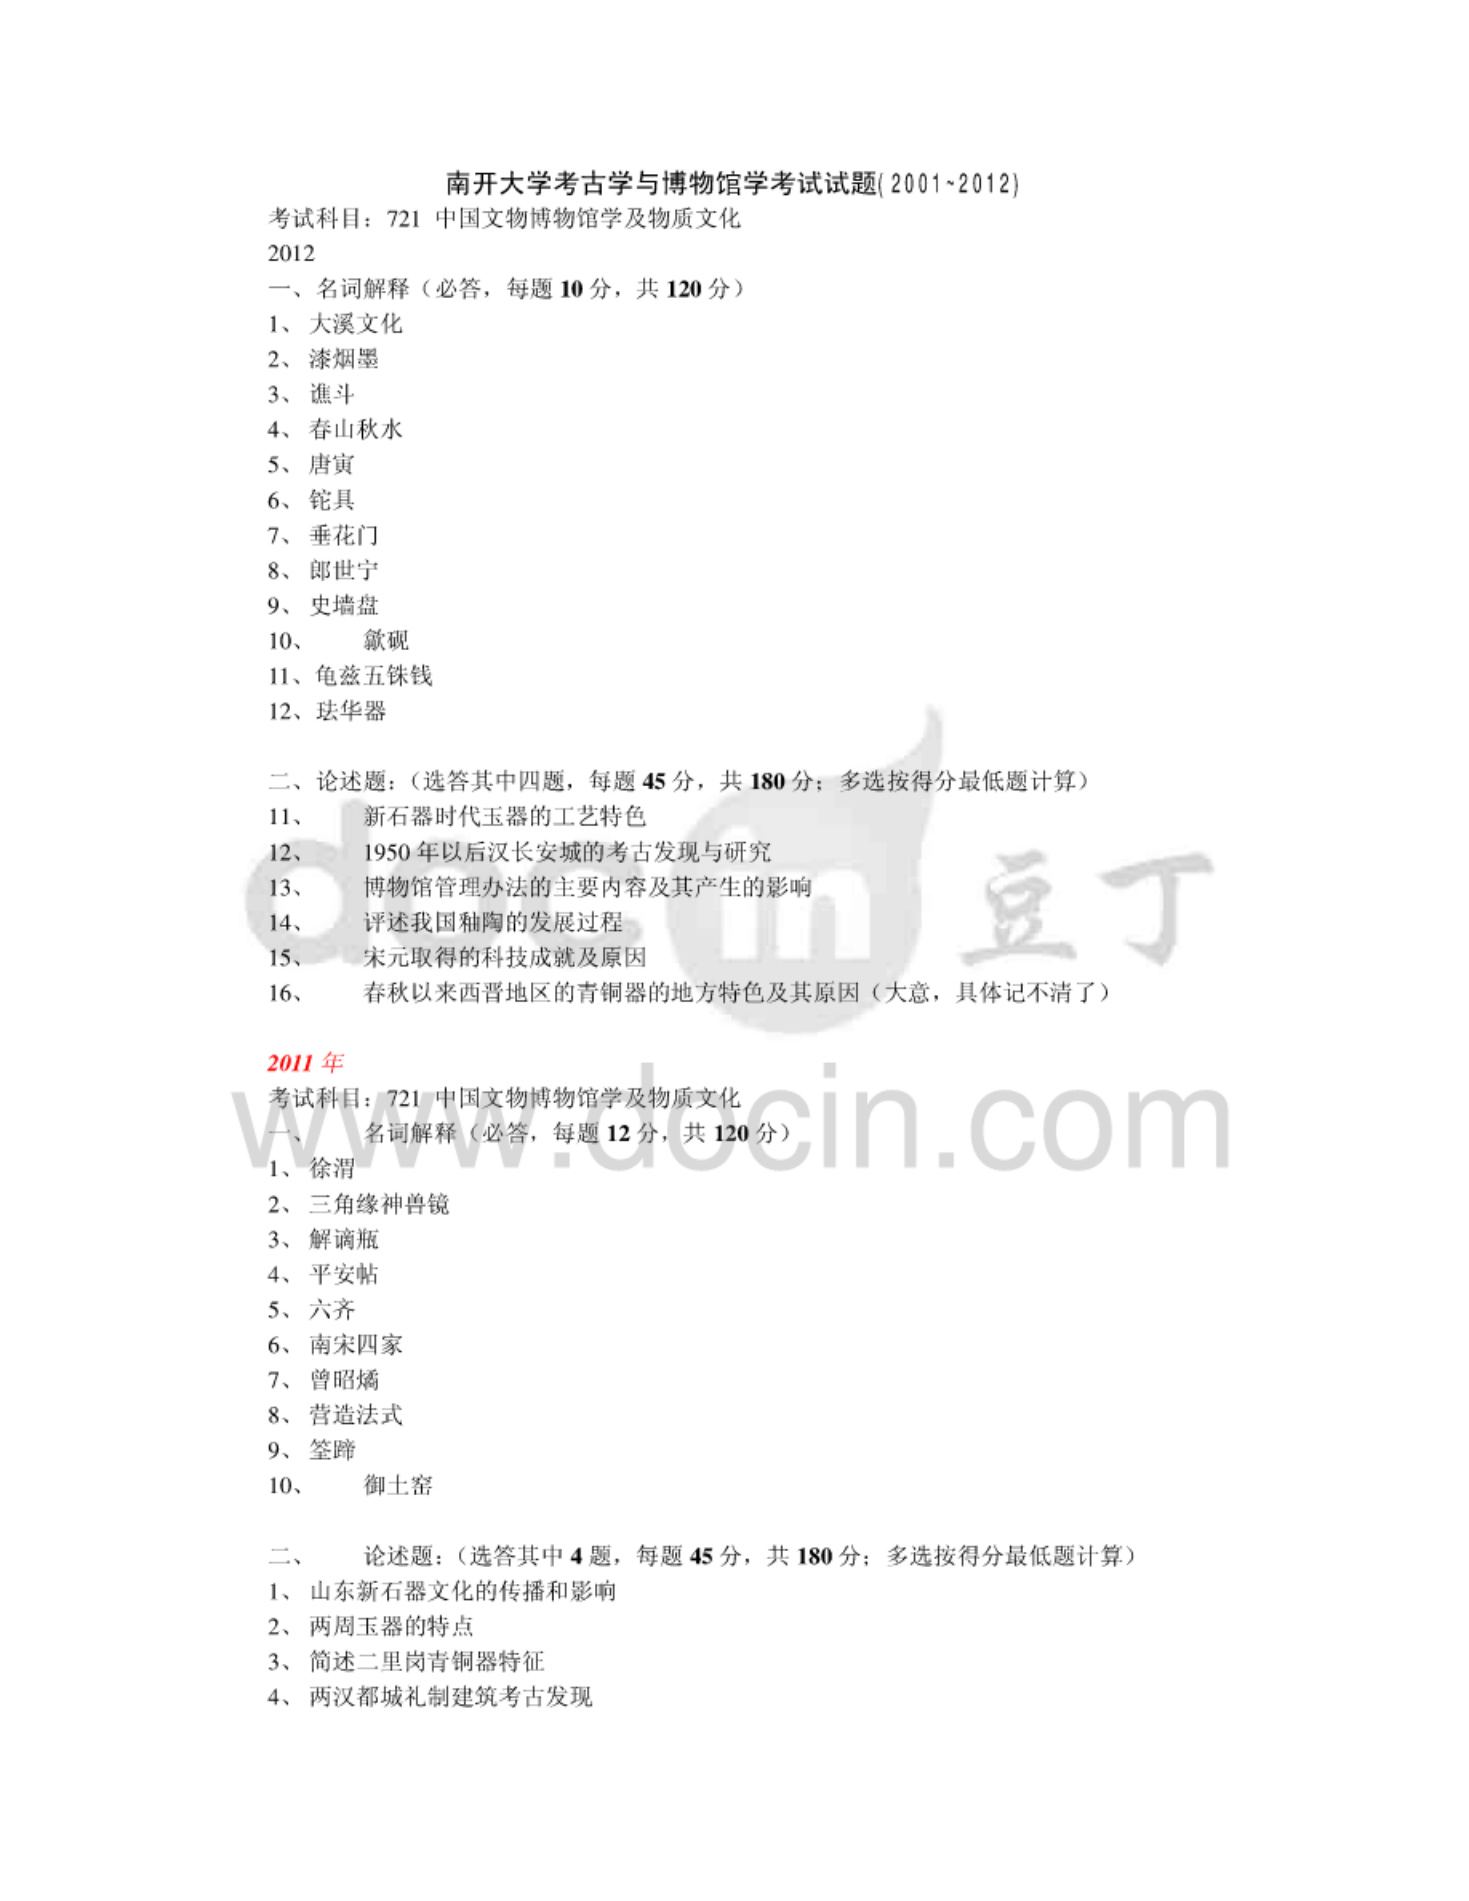 南开大学考古学与博物馆学考试试题(2001~2012)
考试科目：721 中国文物博物馆学及物质文化
2012
一、名词解释（必答，每题 10 分，共 120 分）
1、 大溪文化
2、 漆烟墨
3、 谯斗
4、 春山秋水
5、 唐寅
6、 铊具
7、 垂花门
8、 郎世宁
9、 史墙盘
10、 歙砚
11、龟兹五铢钱
12、珐华器
二、论述题：（选答其中四题，每题 45 分，共 180 分；多选按得分最低题计算）
11、 新石器时代玉器的工艺特色
12、 1950 年以后汉长安城的考古发现与研究
13、 博物馆管理办法的主要内容及其产生的影响
14、 评述我国釉陶的发展过程
15、 宋元取得的科技成就及原因
16、 春秋以来西晋地区的青铜器的地方特色及其原因（大意，具体记不清了）
docin 豆丁
2011 年
www.docin.com
考试科目：721 中国文物博物馆学及物质文化
一、 名词解释（必答，每题 12 分，共 120 分）
1、 徐渭
2、 三角缘神兽镜
3、 解谪瓶
4、 平安帖
5、 六齐
6、 南宋四家
7、 曾昭燏
8、 营造法式
9、 筌蹄
10、 御土窑
二、 论述题：（选答其中 4 题，每题 45 分，共 180 分；多选按得分最低题计算）
1、 山东新石器文化的传播和影响
2、 两周玉器的特点
3、 简述二里岗青铜器特征
4、 两汉都城礼制建筑考古发现